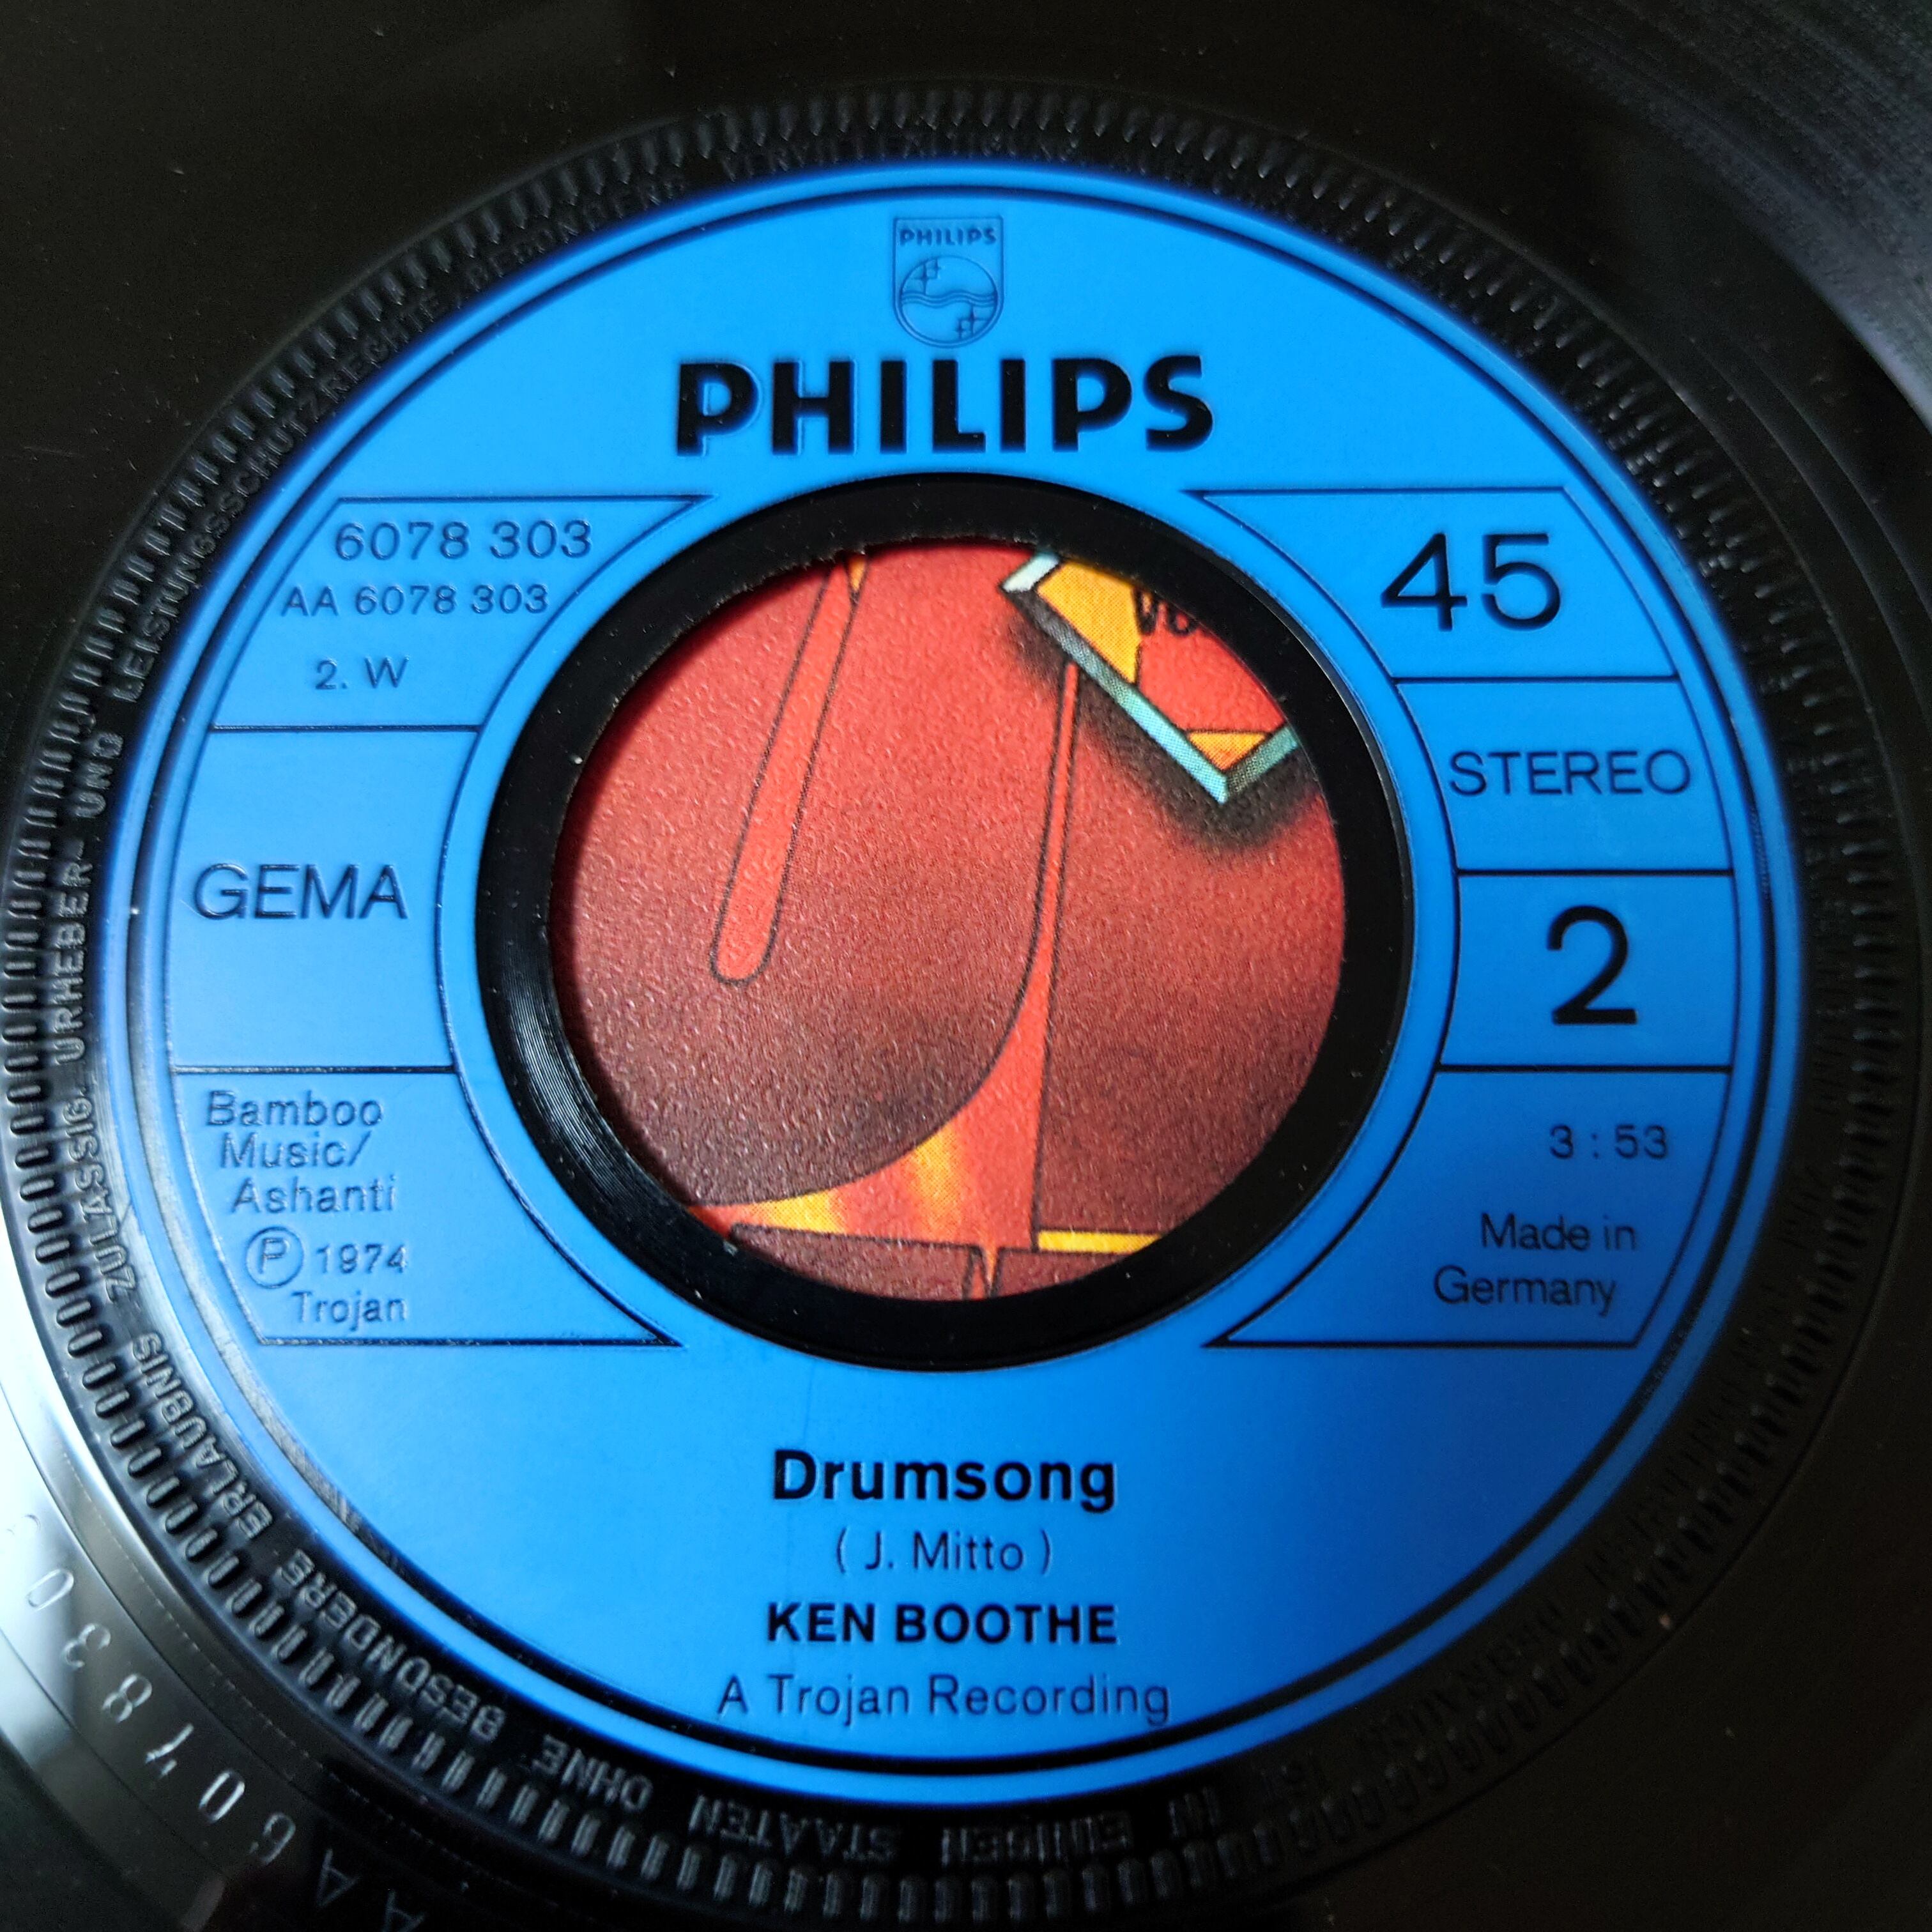 PHILIPS
PHILIPS
6078 303
AA 6078 303
2. W
GEMA
Bamboo
Music/
Ashanti
Ⓟ 1974
Trojan
45
STEREO
2
3 : 53
Made in
Germany
Drumsong
( J. Mitto )
KEN BOOTHE
A Trojan Recording
URHEBER- UND LEISTUNGSSCHUTZRECHTE
IN EINIGEN STAATEN OHNE BESONDERE ERLAUBNIS ZULÄSSIG.
AA 6078303